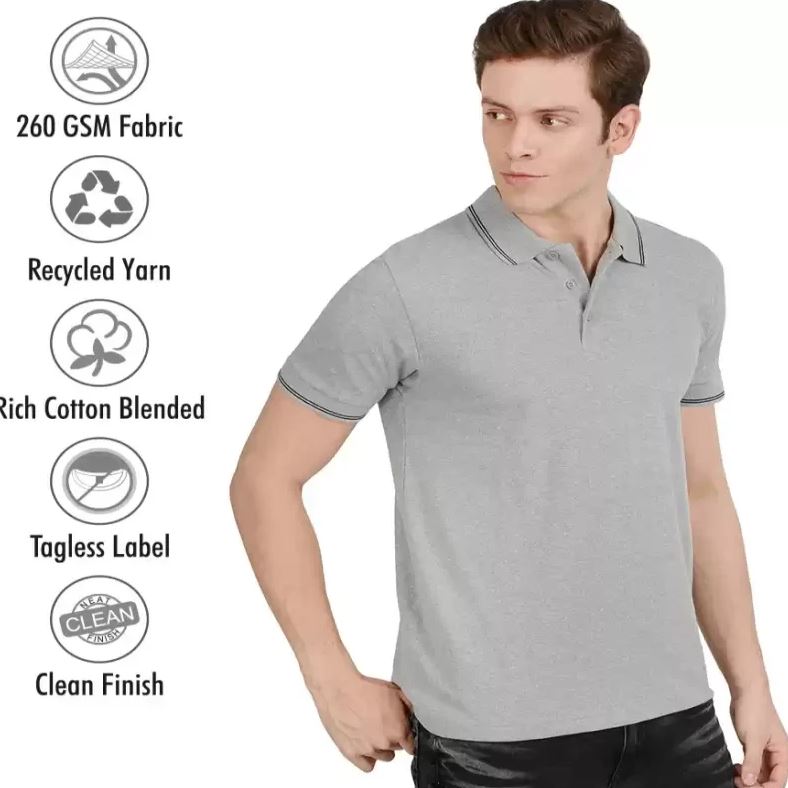 260 GSM Fabric
Recycled Yarn
Rich Cotton Blended
Tagless Label
NEAT
CLEAN
FINISH
Clean Finish